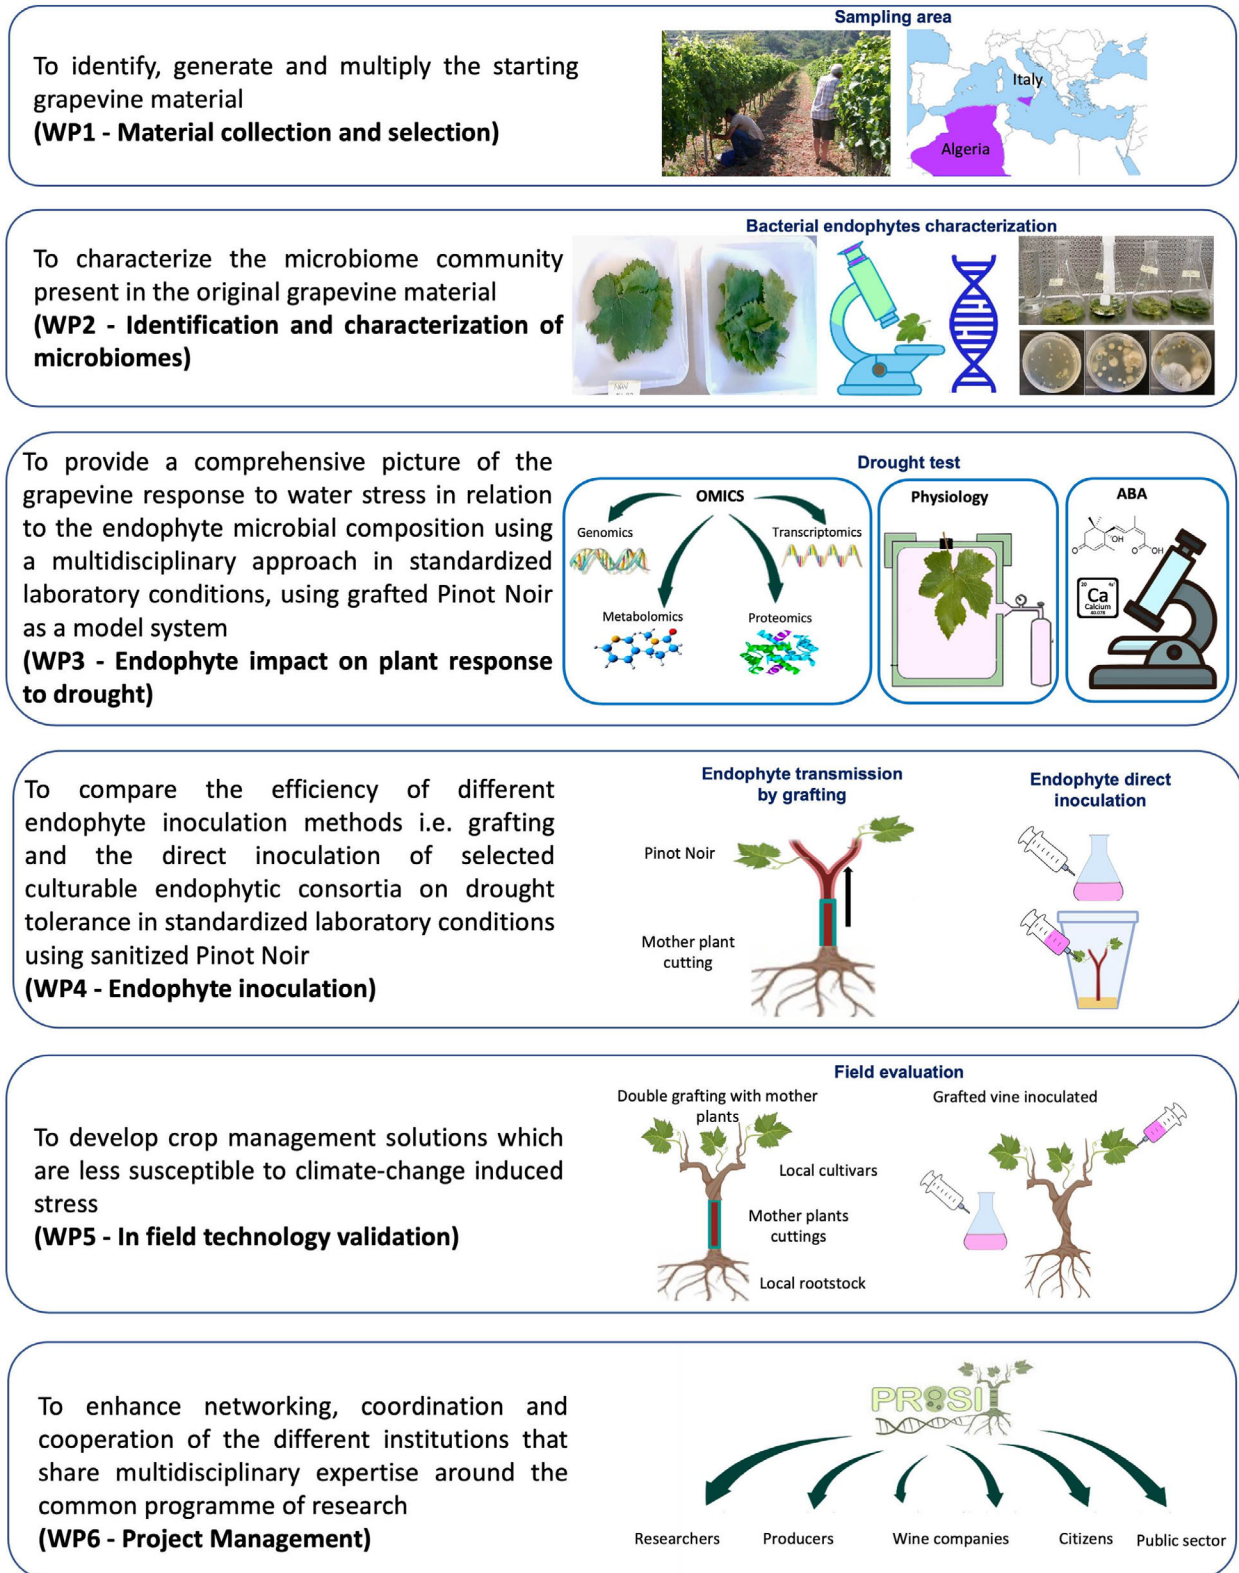 Sampling area
To identify, generate and multiply the starting
grapevine material
(WP1 - Material collection and selection)
Italy
Algeria
Bacterial endophytes characterization
To characterize the microbiome community
present in the original grapevine material
(WP2 - Identification and characterization of
microbiomes)
Drought test
To provide a comprehensive picture of the
grapevine response to water stress in relation
to the endophyte microbial composition using
a multidisciplinary approach in standardized
laboratory conditions, using grafted Pinot Noir
as a model system
(WP3 - Endophyte impact on plant response
to drought)
OMICS
Genomics
Transcriptomics
Metabolomics
Proteomics
Physiology
ABA
OH
O
O
OH
20
Ca
Calcium
40.078
To compare the efficiency of different
endophyte inoculation methods i.e. grafting
and the direct inoculation of selected
culturable endophytic consortia on drought
tolerance in standardized laboratory conditions
using sanitized Pinot Noir
(WP4 - Endophyte inoculation)
Endophyte transmission
by grafting
Pinot Noir
Mother plant
cutting
Endophyte direct
inoculation
Field evaluation
To develop crop management solutions which
are less susceptible to climate-change induced
stress
(WP5 - In field technology validation)
Double grafting with mother
plants
Local cultivars
Mother plants
cuttings
Local rootstock
Grafted vine inoculated
To enhance networking, coordination and
cooperation of the different institutions that
share multidisciplinary expertise around the
common programme of research
(WP6 - Project Management)
PROSIT
Researchers
Producers
Wine companies
Citizens
Public sector